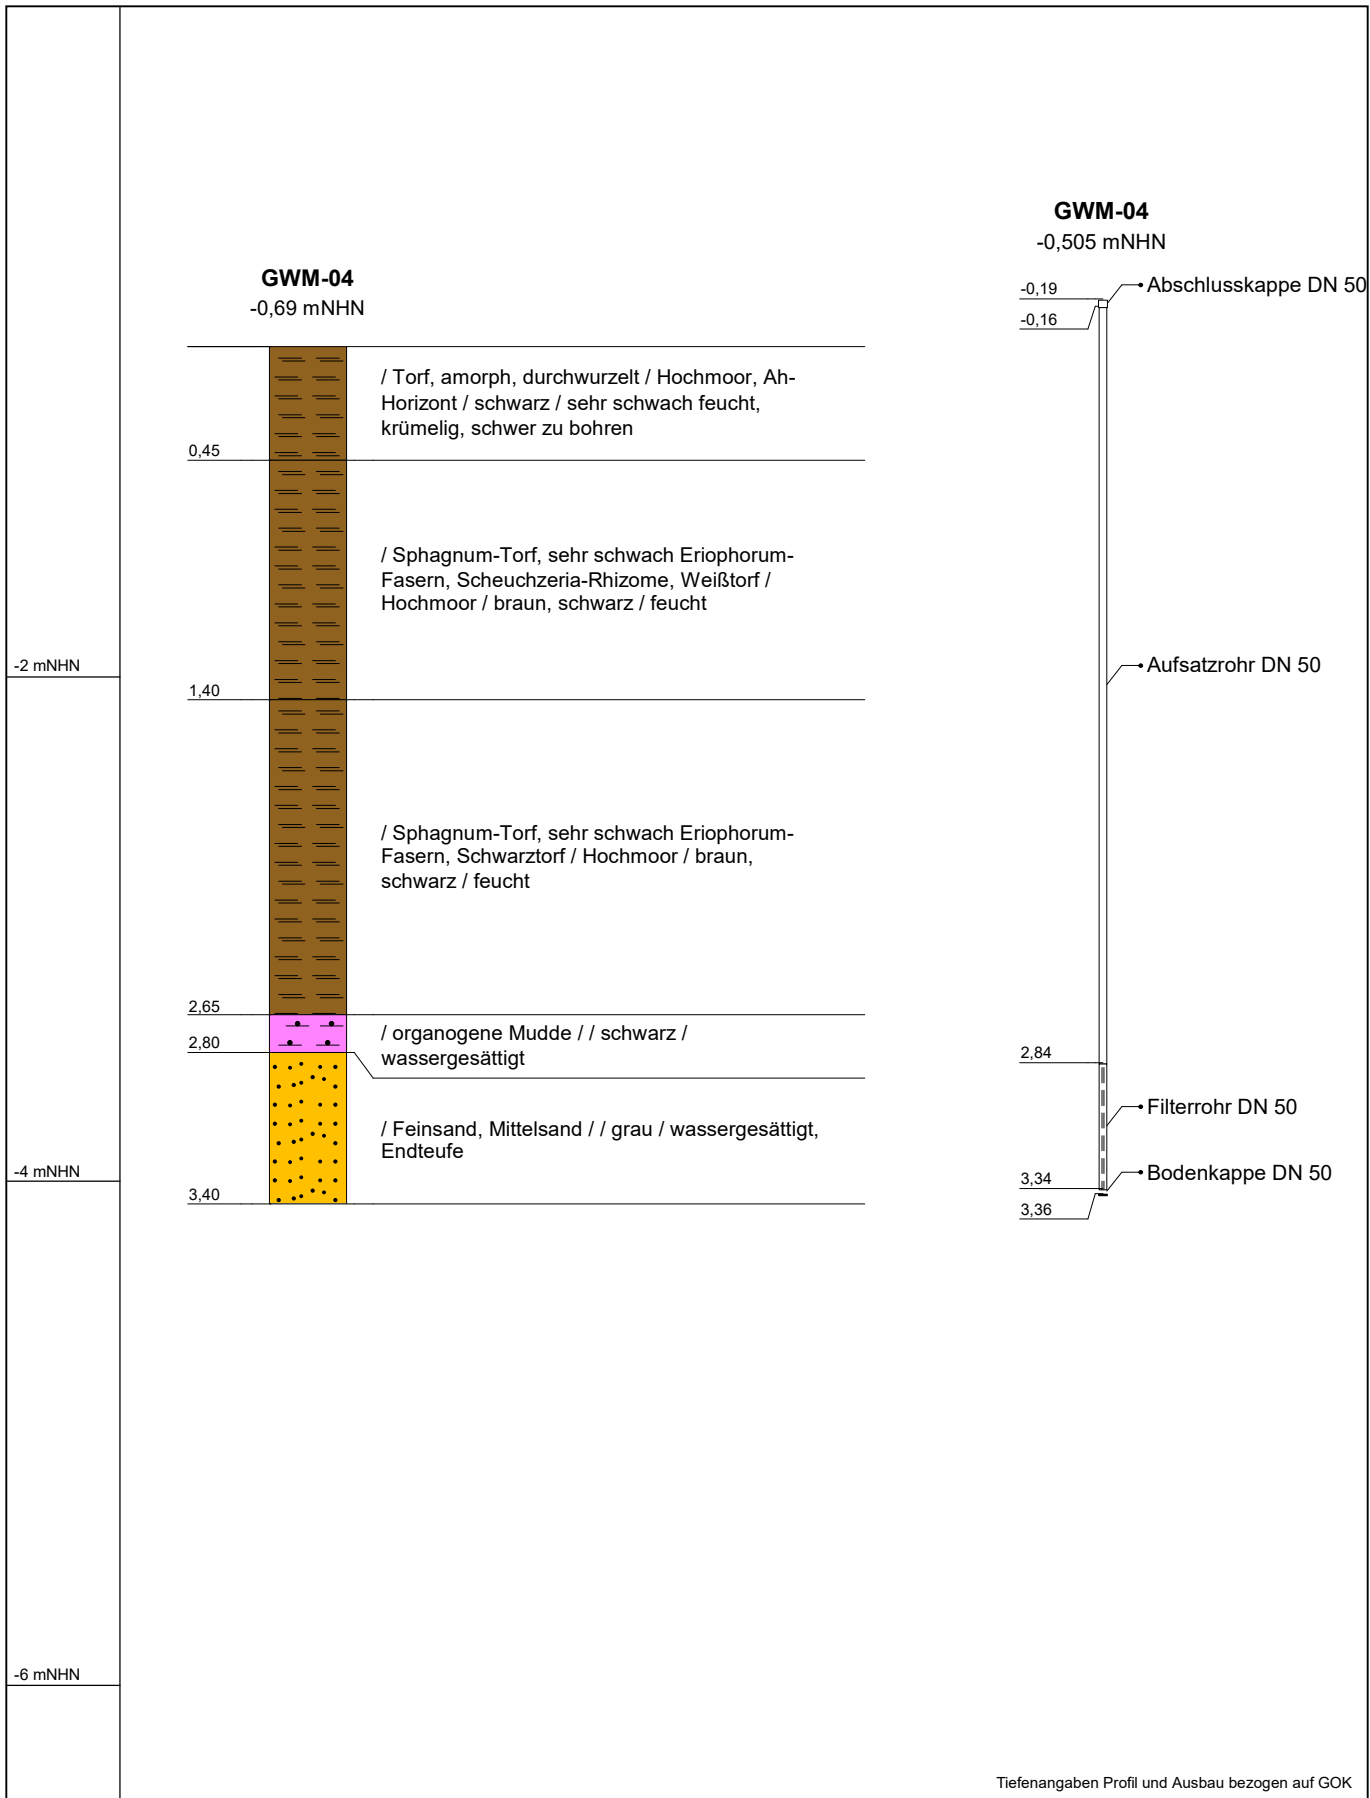 GWM-04
-0,69 mNHN
/ Torf, amorph, durchwurzelt / Hochmoor, Ah-
Horizont / schwarz / sehr schwach feucht,
krümelig, schwer zu bohren
0,45
/ Sphagnum-Torf, sehr schwach Eriophorum-
Fasern, Scheuchzeria-Rhizome, Weißtorf /
Hochmoor / braun, schwarz / feucht
-2 mNHN
1,40
/ Sphagnum-Torf, sehr schwach Eriophorum-
Fasern, Schwarztorf / Hochmoor / braun,
schwarz / feucht
2,65
/ organogene Mudde / / schwarz /
wassergesättigt
2,80
/ Feinsand, Mittelsand / / grau / wassergesättigt,
Endteufe
-4 mNHN
3,40
-6 mNHN
GWM-04
-0,505 mNHN
-0,19
Abschlusskappe DN 50
-0,16
Aufsatzrohr DN 50
2,84
Filterrohr DN 50
3,34
Bodenkappe DN 50
3,36
Tiefenangaben Profil und Ausbau bezogen auf GOK